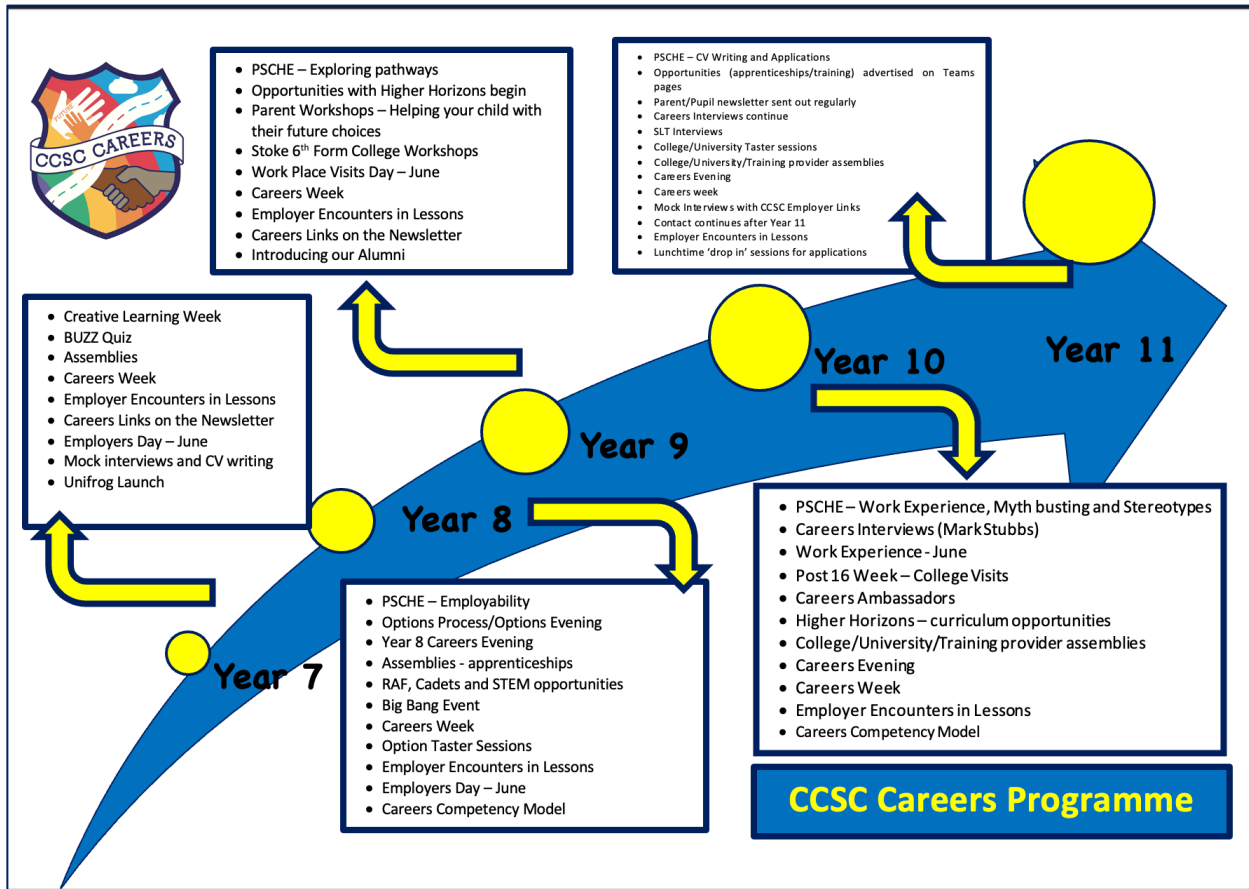 FUTURE
CCSC CAREERS
• PSCHE – Exploring pathways
• Opportunities with Higher Horizons begin
• Parent Workshops – Helping your child with
their future choices
• Stoke 6th Form College Workshops
• Work Place Visits Day – June
• Careers Week
• Employer Encounters in Lessons
• Careers Links on the Newsletter
• Introducing our Alumni
• PSCHE – CV Writing and Applications
• Opportunities (apprenticeships/training) advertised on Teams
pages
• Parent/Pupil newsletter sent out regularly
• Careers Interviews continue
• SLT Interviews
• College/University Taster sessions
• College/University/Training provider assemblies
• Careers Evening
• Careers week
• Mock Interviews with CCSC Employer Links
• Contact continues after Year 11
• Employer Encounters in Lessons
• Lunchtime ‘drop in’ sessions for applications
• Creative Learning Week
• BUZZ Quiz
• Assemblies
• Careers Week
• Employer Encounters in Lessons
• Careers Links on the Newsletter
• Employers Day – June
• Mock interviews and CV writing
• Unifrog Launch
Year 11
Year 10
Year 9
Year 8
Year 7
• PSCHE – Employability
• Options Process/Options Evening
• Year 8 Careers Evening
• Assemblies - apprenticeships
• RAF, Cadets and STEM opportunities
• Big Bang Event
• Careers Week
• Option Taster Sessions
• Employer Encounters in Lessons
• Employers Day – June
• Careers Competency Model
• PSCHE – Work Experience, Myth busting and Stereotypes
• Careers Interviews (Mark Stubbs)
• Work Experience - June
• Post 16 Week – College Visits
• Careers Ambassadors
• Higher Horizons – curriculum opportunities
• College/University/Training provider assemblies
• Careers Evening
• Careers Week
• Employer Encounters in Lessons
• Careers Competency Model
CCSC Careers Programme